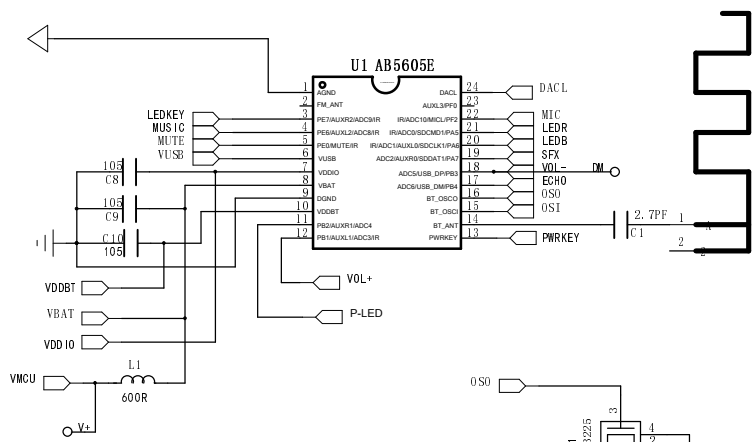 U1 AB5605E
1 AGND DACL 24 DACL
2 FM_ANT AUXL3/PF0 23
LEDKEY 3 PE7/AUXR2/ADC9/IR IR/ADC10/MICL/PF2 22 MIC
MUSIC 4 PE6/AUXL2/ADC8/IR IR/ADC0/SDCMD1/PA5 21 LEDR
MUTE 5 PE0/MUTE/IR IR/ADC1/AUXL0/SDCLK1/PA6 20 LEDB
VUSB 6 VUSB ADC2/AUXR0/SDDAT1/PA7 19 SFX
105 7 VDDIO ADC5/USB_DP/PB3 18 VOL- DM
C8
8 VBAT ADC6/USB_DM/PB4 17 ECHO
105 9 DGND BT_OSCO 16 OSO
C9
10 VDDBT BT_OSCI 15 OSI
11 PB2/AUXR1/ADC4 BT_ANT 14 2.7PF 1 A
C10 12 PB1/AUXL1/ADC3/IR PWRKEY 13 PWRKEY C1
105 2 2
VOL+
VDDBT
VBAT P-LED
VDDIO
L1
VMCU
600R
OSO
V+
3
3225
4
2
1